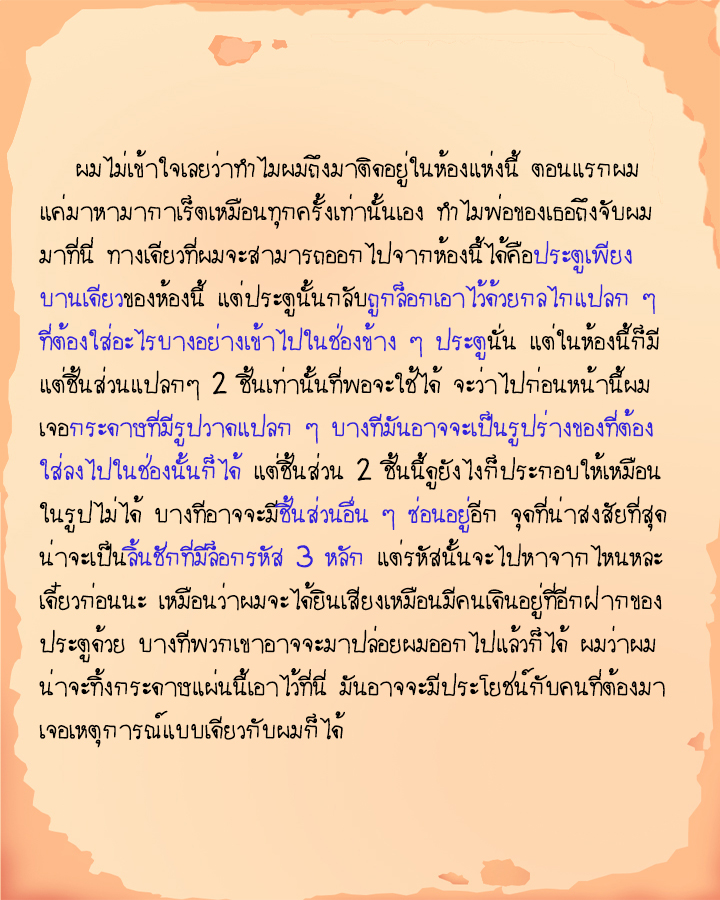 ผมไม่เข้าใจเลยว่าทำไมผมถึงมาติดอยู่ในห้องแห่งนี้ ตอนแรกผม
แค่มาหามากาเร็ตเหมือนทุกครั้งเท่านั้นเอง ทำไมพ่อของเธอถึงจับผม
มาที่นี่ ทางเดียวที่ผมจะสามารถออกไปจากห้องนี้ได้คือประตูเพียง
บานเดียวของห้องนี้ แต่ประตูนั้นกลับถูกล็อกเอาไว้ด้วยกลไกแปลก ๆ
ที่ต้องใส่อะไรบางอย่างเข้าไปในช่องข้าง ๆ ประตูนั่น แต่ในห้องนี้ก็มี
แต่ชิ้นส่วนแปลกๆ 2 ชิ้นเท่านั้นที่พอจะใช้ได้ จะว่าไปก่อนหน้านี้ผม
เจอกระดาษที่มีรูปวาดแปลก ๆ บางทีมันอาจจะเป็นรูปร่างของที่ต้อง
ใส่ลงไปในช่องนั้นก็ได้ แต่ชิ้นส่วน 2 ชิ้นนี้ดูยังไงก็ประกอบให้เหมือน
ในรูปไม่ได้ บางทีอาจจะมีชิ้นส่วนอื่น ๆ ซ่อนอยู่อีก จุดที่น่าสงสัยที่สุด
น่าจะเป็นลิ้นชักที่มีล็อกรหัส 3 หลัก แต่รหัสนั้นจะไปหาจากไหนหละ
เดี๋ยวก่อนนะ เหมือนว่าผมจะได้ยินเสียงเหมือนมีคนเดินอยู่ที่อีกฝากของ
ประตูด้วย บางทีพวกเขาอาจจะมาปล่อยผมออกไปแล้วก็ได้ ผมว่าผม
น่าจะทิ้งกระดาษแผ่นนี้เอาไว้ที่นี่ มันอาจจะมีประโยชน์กับคนที่ต้องมา
เจอเหตุการณ์แบบเดียวกับผมก็ได้